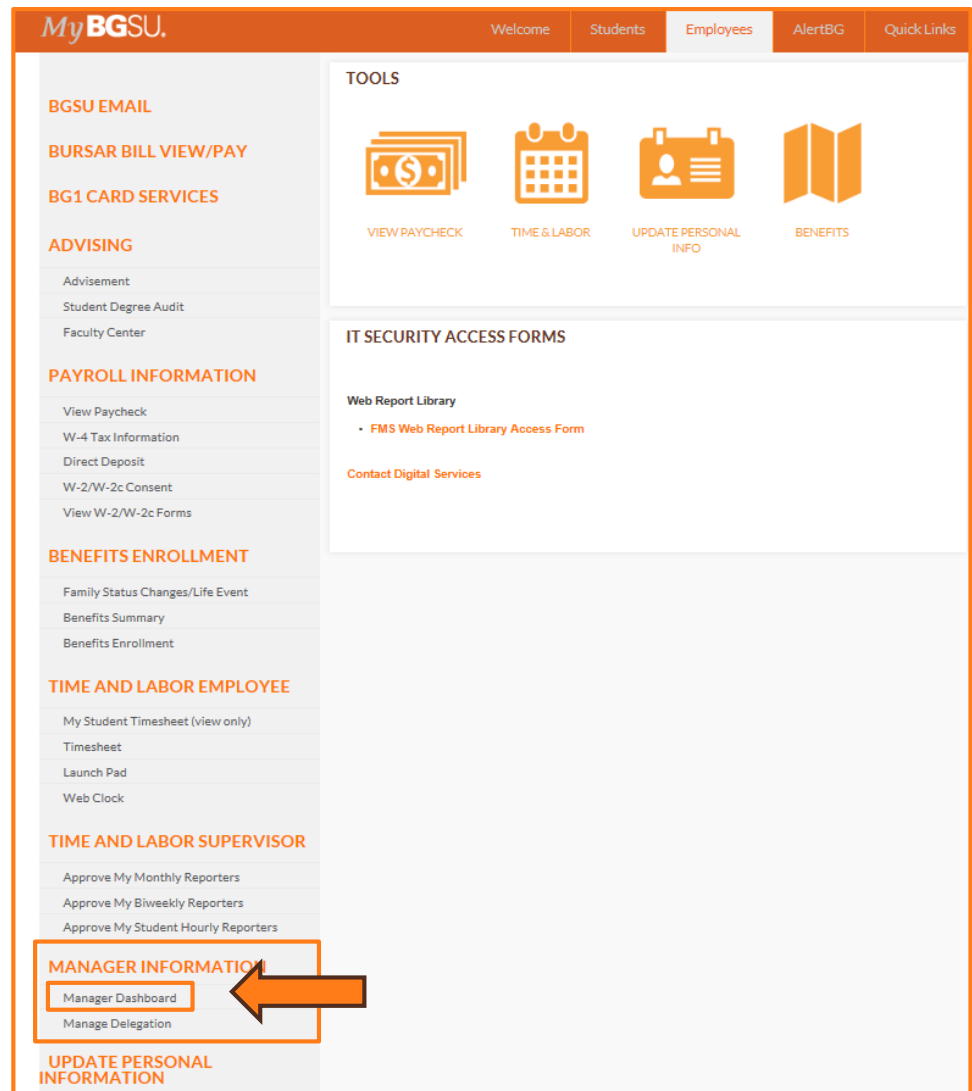 My BGSU.
Welcome
Students
Employees
AlertBG
Quick Links
BGSU EMAIL
BURSAR BILL VIEW/PAY
BG1 CARD SERVICES
ADVISING
Advisement
Student Degree Audit
Faculty Center
PAYROLL INFORMATION
View Paycheck
W-4 Tax Information
Direct Deposit
W-2/W-2c Consent
View W-2/W-2c Forms
BENEFITS ENROLLMENT
Family Status Changes/Life Event
Benefits Summary
Benefits Enrollment
TIME AND LABOR EMPLOYEE
My Student Timesheet (view only)
Timesheet
Launch Pad
Web Clock
TIME AND LABOR SUPERVISOR
Approve My Monthly Reporters
Approve My Biweekly Reporters
Approve My Student Hourly Reporters
MANAGER INFORMATION
Manager Dashboard
Manage Delegation
UPDATE PERSONAL
INFORMATION
TOOLS
VIEW PAYCHECK
TIME & LABOR
UPDATE PERSONAL
INFO
BENEFITS
IT SECURITY ACCESS FORMS
Web Report Library
• FMS Web Report Library Access Form
Contact Digital Services